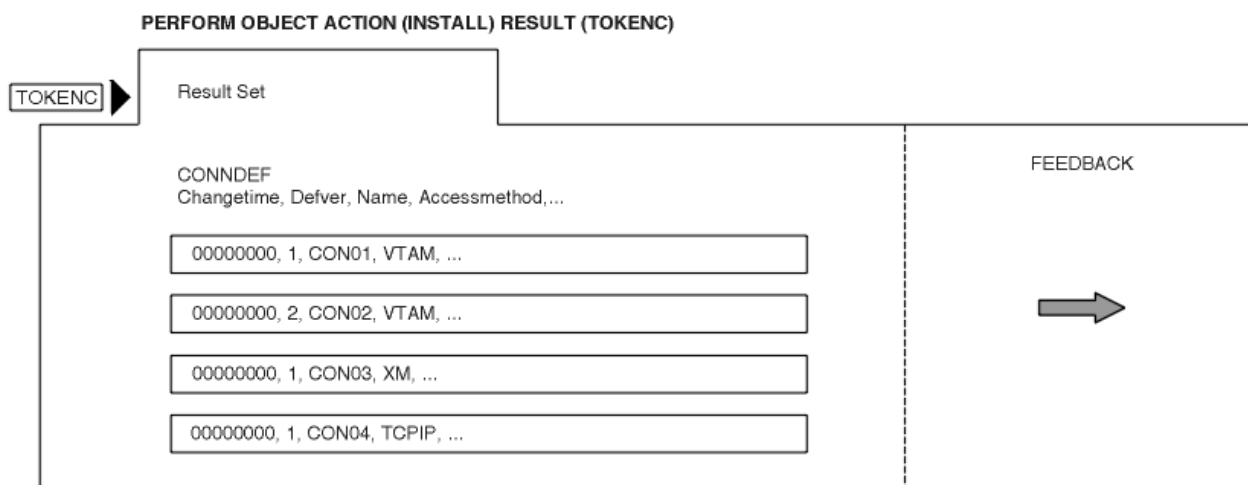 PERFORM OBJECT ACTION (INSTALL) RESULT (TOKENC)
TOKENC
Result Set
CONNDEF
Changetime, Defver, Name, Accessmethod,...
FEEDBACK
00000000, 1, CON01, VTAM, ...
00000000, 2, CON02, VTAM, ...
00000000, 1, CON03, XM, ...
00000000, 1, CON04, TCPIP, ...